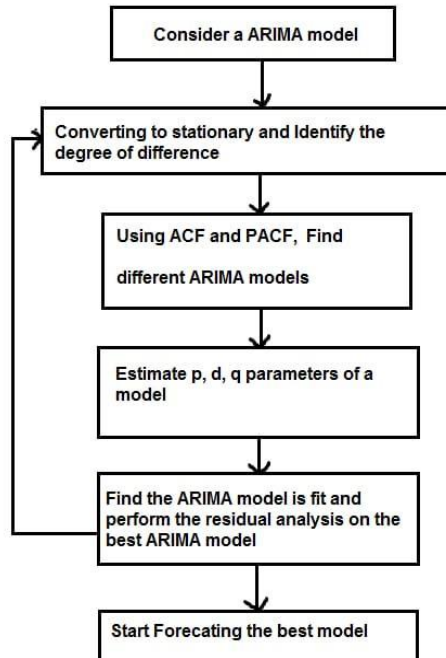 Consider a ARIMA model
Converting to stationary and Identify the
degree of difference
Using ACF and PACF, Find
different ARIMA models
Estimate p, d, q parameters of a
model
Find the ARIMA model is fit and
perform the residual analysis on the
best ARIMA model
Start Forecating the best model